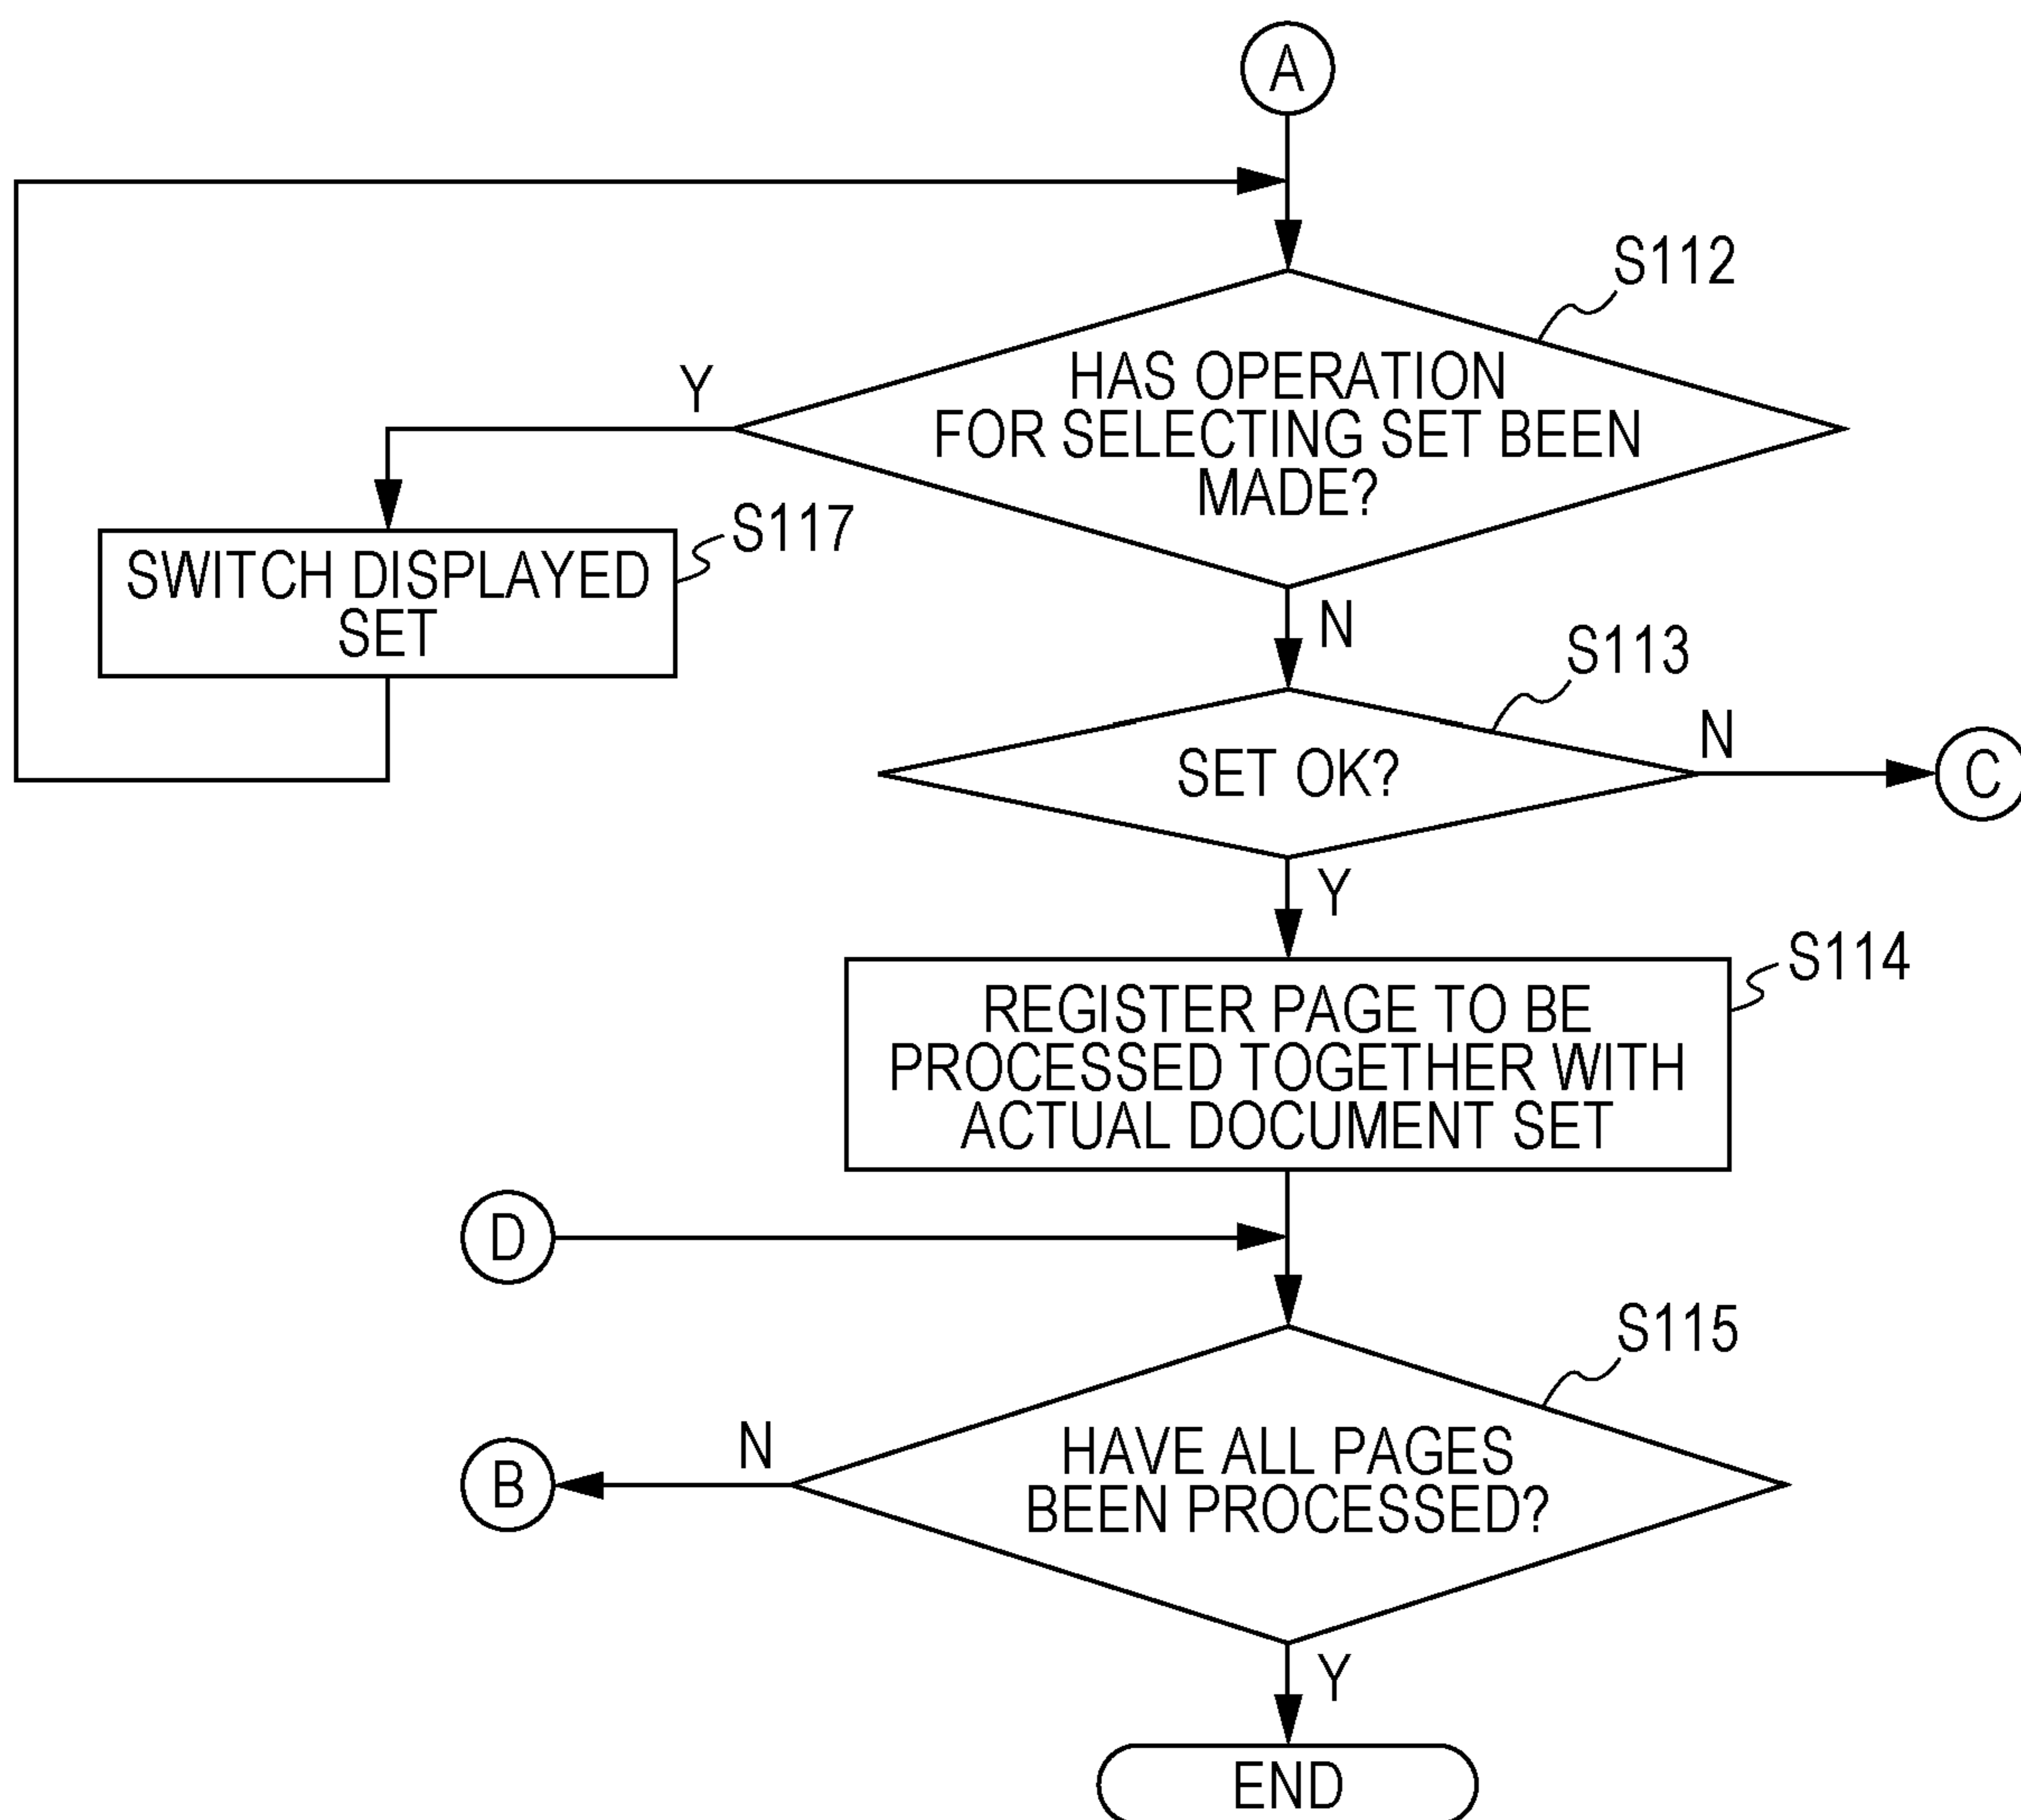 A
S112
HAS OPERATION
FOR SELECTING SET BEEN
MADE?
Y
S117
SWITCH DISPLAYED
SET
N
S113
SET OK?
N
C
Y
S114
REGISTER PAGE TO BE
PROCESSED TOGETHER WITH
ACTUAL DOCUMENT SET
D
S115
HAVE ALL PAGES
BEEN PROCESSED?
N
B
Y
END